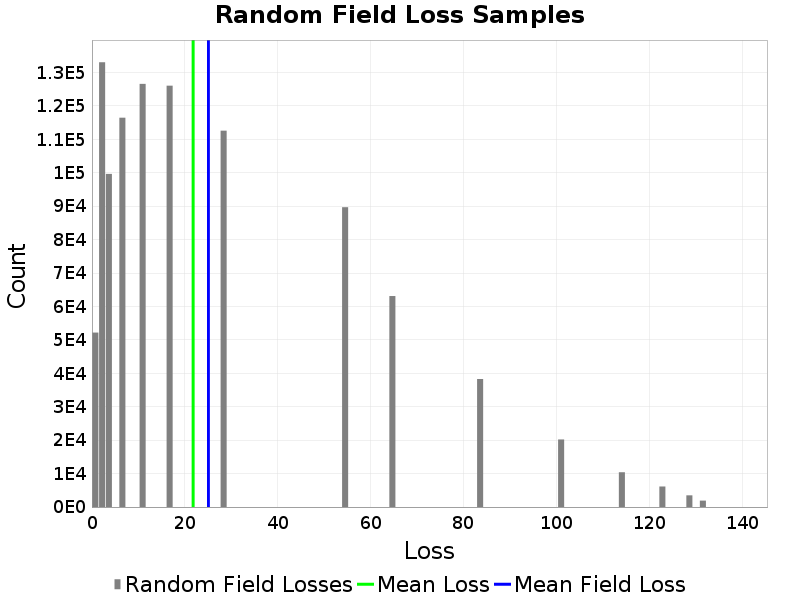 Random Field Loss Samples
Count
1.3E5
1.2E5
1.1E5
1E5
9E4
8E4
7E4
6E4
5E4
4E4
3E4
2E4
1E4
0E0
0 20 40 60 80 100 120 140
Loss
Random Field Losses Mean Loss Mean Field Loss